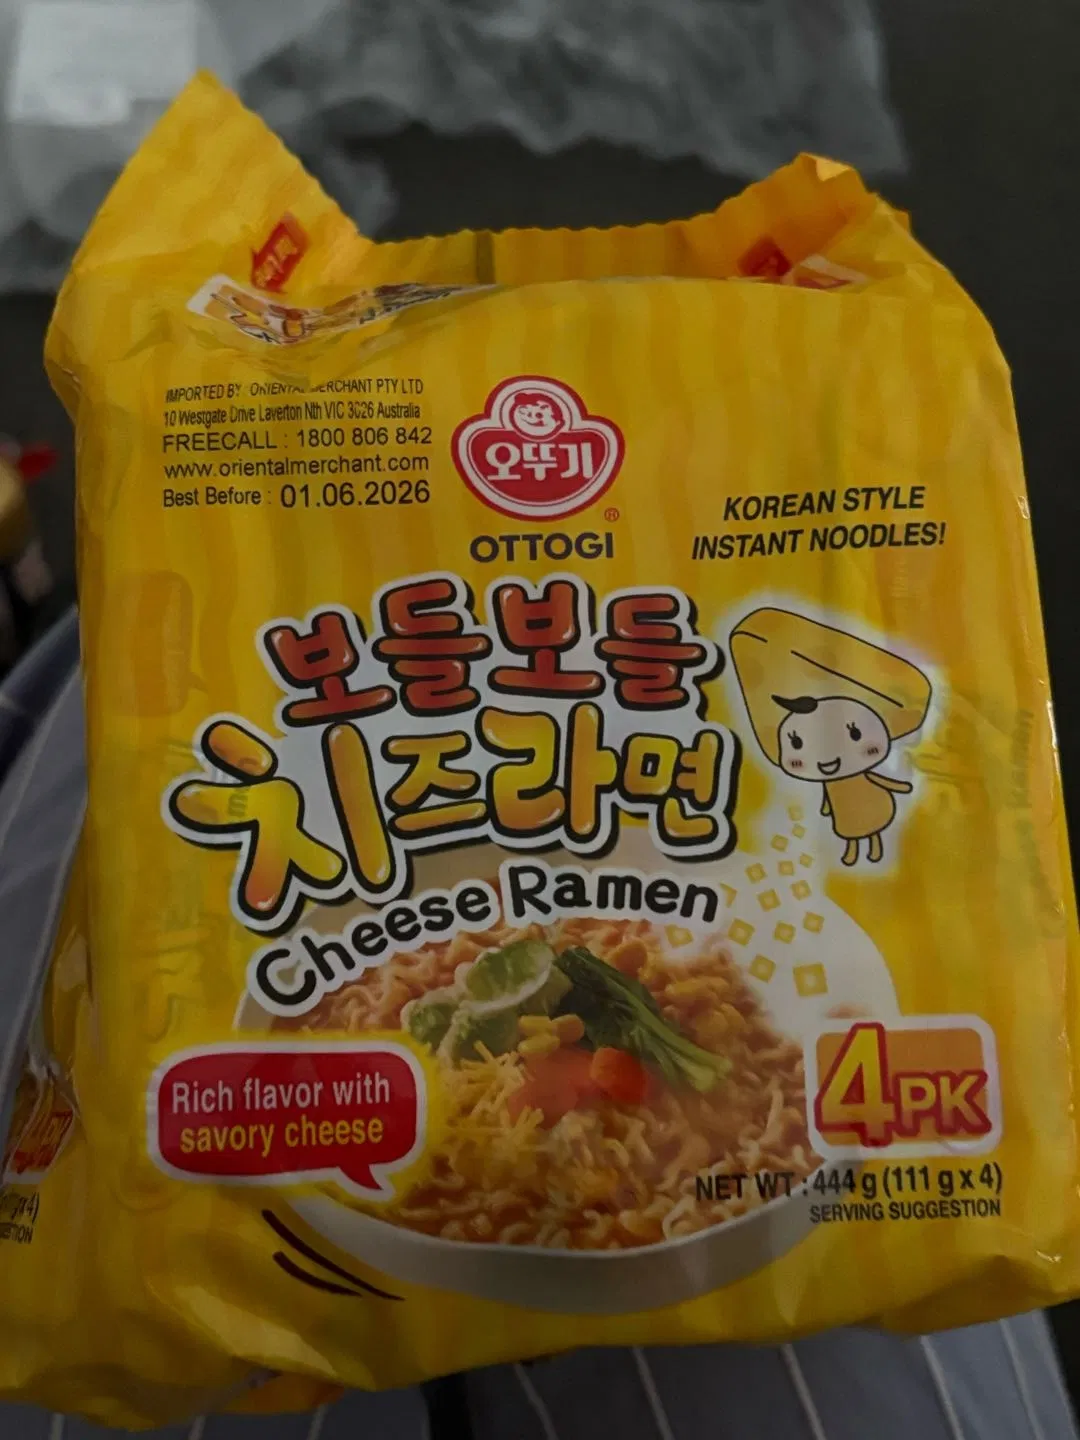 IMPORTED BY ORIENTAL MERCHANT PTY LTD
10 Westgate Drive Laverton Nth VIC 3026 Australia
FREECALL : 1800 806 842
www.orientalmerchant.com
Best Before : 01.06.2026
오뚜기
®
OTTOGI
KOREAN STYLE
INSTANT NOODLES!
보들보들
치즈라면
Cheese Ramen
Rich flavor with
savory cheese
4PK
NET WT : 444 g (111 g x 4)
SERVING SUGGESTION